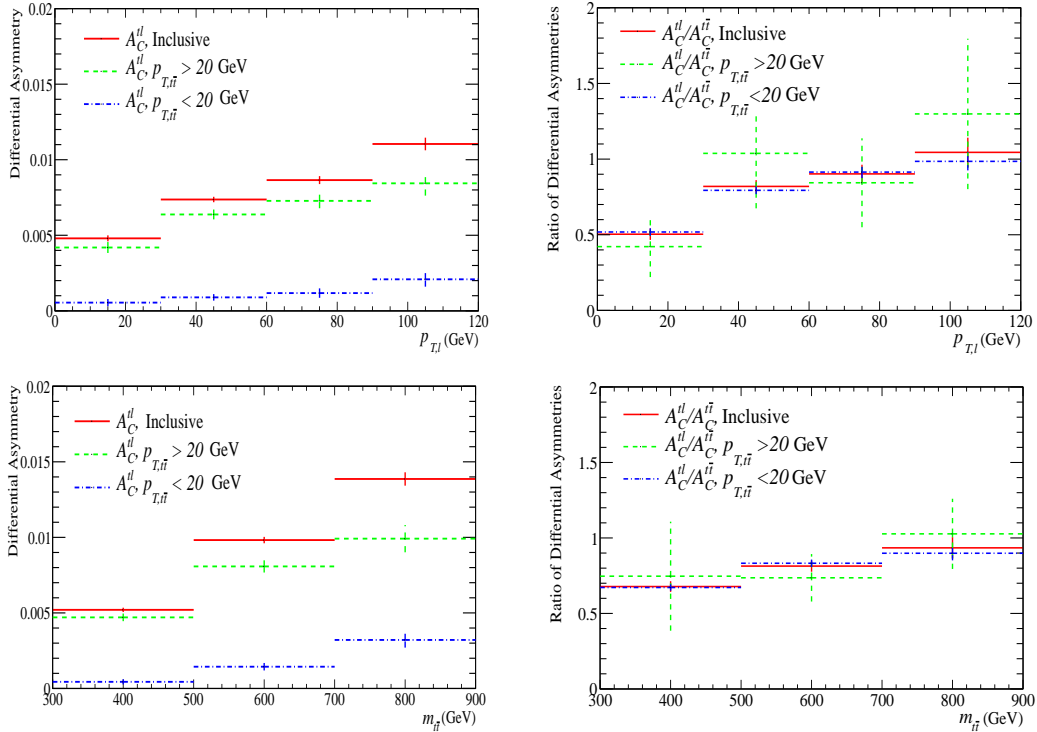 Differential Asymmetry
0.02
0.015
0.01
0.005
0
A_C^{tl}, Inclusive
A_C^{tl}, p_{T,tt̄} > 20 GeV
A_C^{tl}, p_{T,tt̄} < 20 GeV
0 20 40 60 80 100 120
p_{T,l} (GeV)
Ratio of Differential Asymmetries
2
1.5
1
0.5
0
A_C^{tl}/A_C^{tt̄}, Inclusive
A_C^{tl}/A_C^{tt̄}, p_{T,tt̄} >20 GeV
A_C^{tl}/A_C^{tt̄}, p_{T,tt̄} <20 GeV
0 20 40 60 80 100 120
p_{T,l} (GeV)
Differential Asymmetry
0.02
0.015
0.01
0.005
0
A_C^{tl}, Inclusive
A_C^{tl}, p_{T,tt̄} > 20 GeV
A_C^{tl}, p_{T,tt̄} < 20 GeV
300 400 500 600 700 800 900
m_{tt̄} (GeV)
Ratio of Differntial Asymmetries
2
1.5
1
0.5
0
A_C^{tl}/A_C^{tt̄}, Inclusive
A_C^{tl}/A_C^{tt̄}, p_{T,tt̄} >20 GeV
A_C^{tl}/A_C^{tt̄}, p_{T,tt̄} <20 GeV
300 400 500 600 700 800 900
m_{tt̄} (GeV)